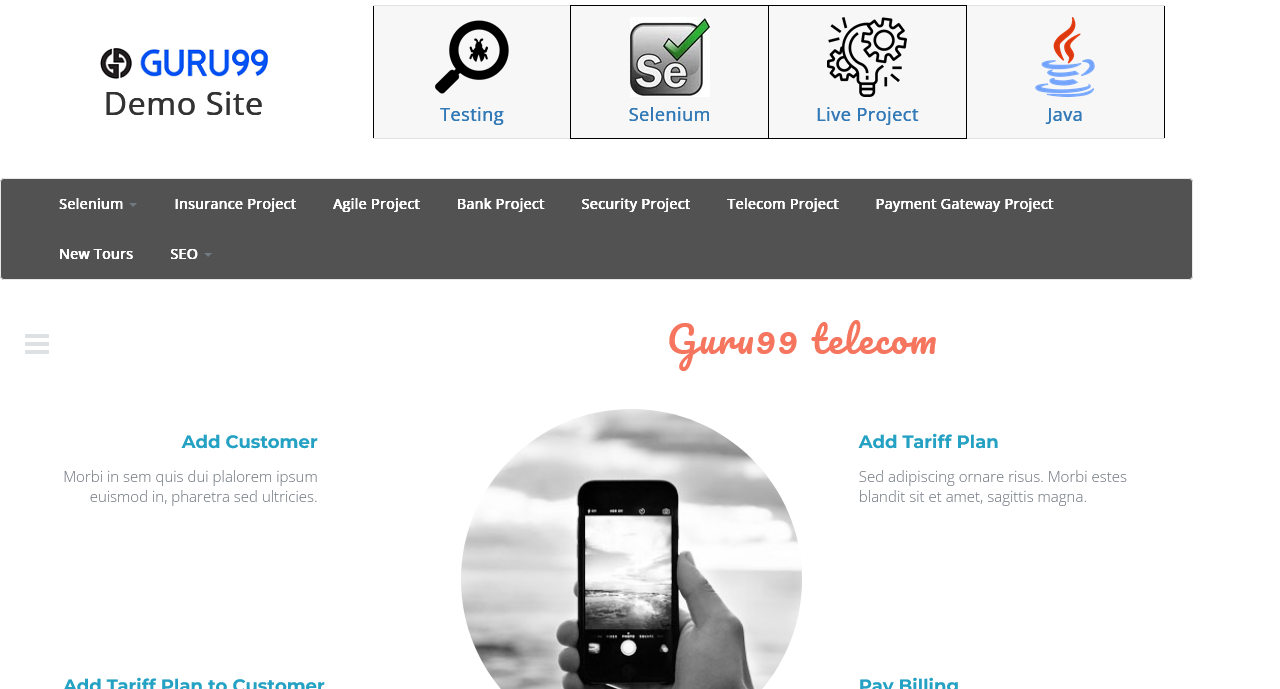 GURU99
Demo Site
Testing
Se
Selenium
Live Project
Java
Selenium
Insurance Project
Agile Project
Bank Project
Security Project
Telecom Project
Payment Gateway Project
New Tours
SEO
Guru99 telecom
Add Customer
Morbi in sem quis dui plalorem ipsum
euismod in, pharetra sed ultricies.
Add Tariff Plan
Sed adipiscing ornare risus. Morbi estes
blandit sit et amet, sagittis magna.
Add Tariff Plan to Customer
Pay Billing